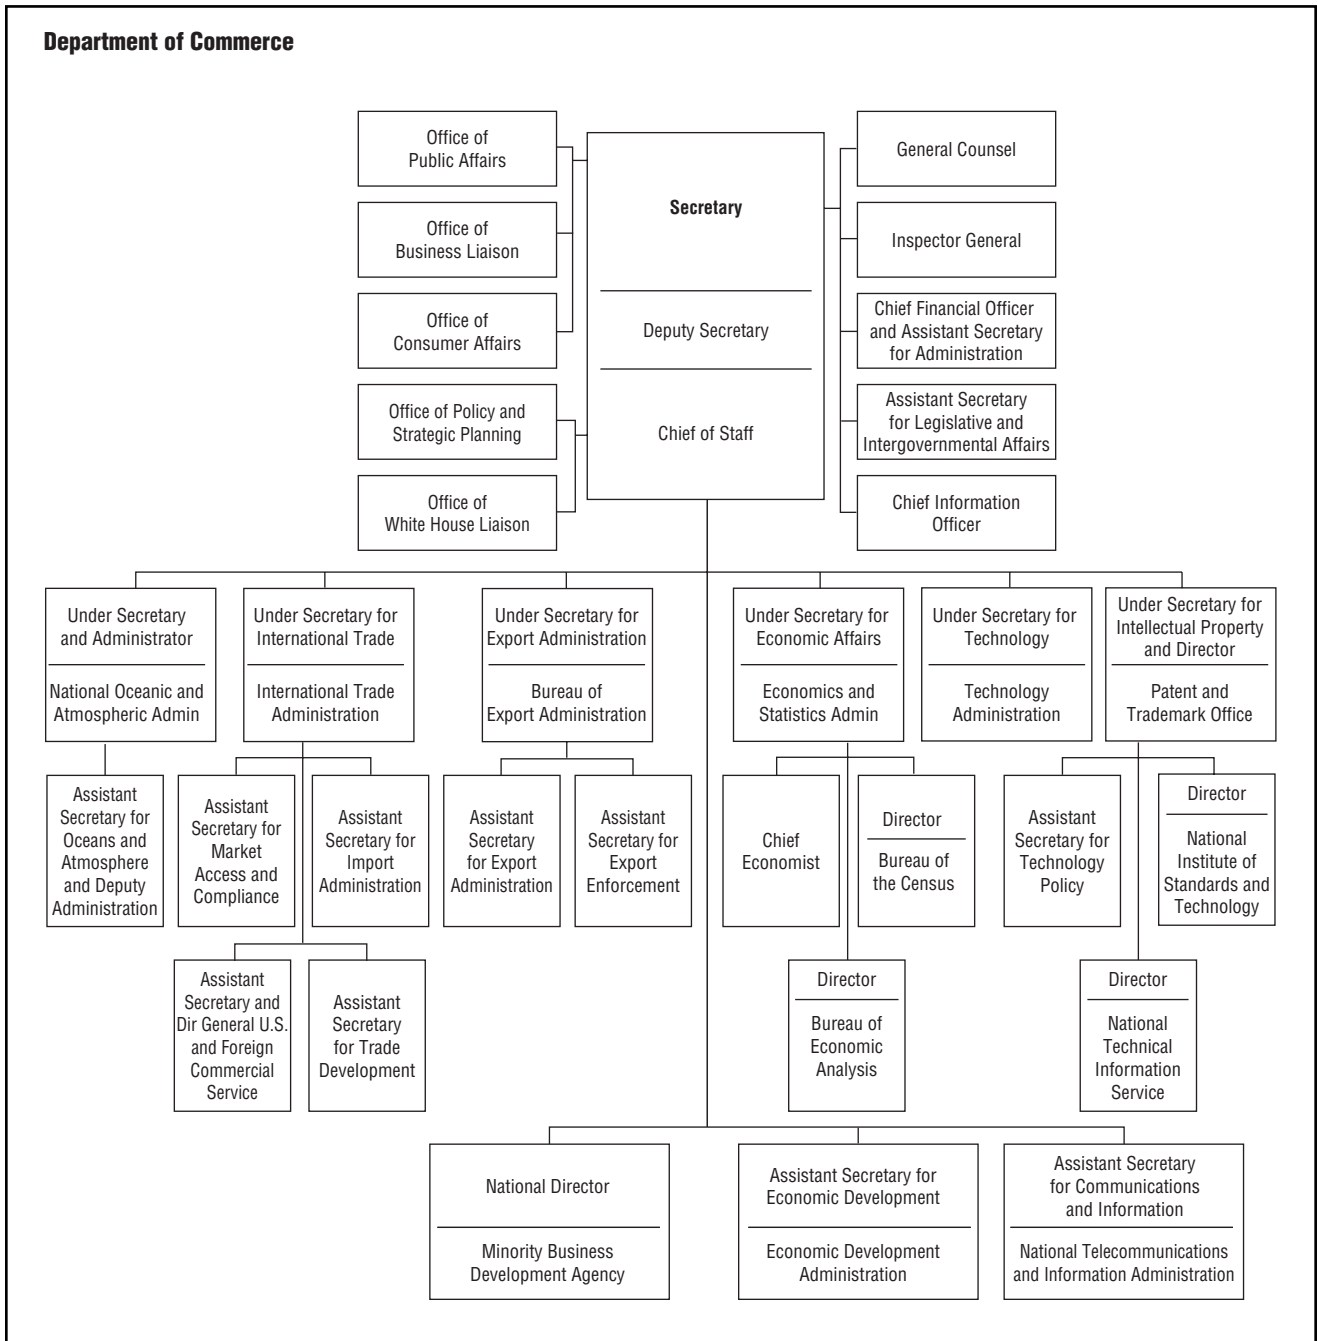 Department of Commerce
Office of
Public Affairs
Office of
Business Liaison
Office of
Consumer Affairs
Office of Policy and
Strategic Planning
Office of
White House Liaison
Secretary
Deputy Secretary
Chief of Staff
General Counsel
Inspector General
Chief Financial Officer
and Assistant Secretary
for Administration
Assistant Secretary
for Legislative and
Intergovernmental Affairs
Chief Information
Officer
Under Secretary
and Administrator
National Oceanic and
Atmospheric Admin
Under Secretary for
International Trade
International Trade
Administration
Under Secretary for
Export Administration
Bureau of
Export Administration
Under Secretary for
Economic Affairs
Economics and
Statistics Admin
Under Secretary for
Technology
Technology
Administration
Under Secretary for
Intellectual Property
and Director
Patent and
Trademark Office
Assistant
Secretary for
Oceans and
Atmosphere
and Deputy
Administration
Assistant
Secretary for
Market
Access and
Compliance
Assistant
Secretary for
Import
Administration
Assistant
Secretary
for Export
Administration
Assistant
Secretary for
Export
Enforcement
Chief
Economist
Director
Bureau of
the Census
Assistant
Secretary for
Technology
Policy
Director
National
Institute of
Standards and
Technology
Assistant
Secretary and
Dir General U.S.
and Foreign
Commercial
Service
Assistant
Secretary
for Trade
Development
Director
Bureau of
Economic
Analysis
Director
National
Technical
Information
Service
National Director
Minority Business
Development Agency
Assistant Secretary for
Economic Development
Economic Development
Administration
Assistant Secretary
for Communications
and Information
National Telecommunications
and Information Administration